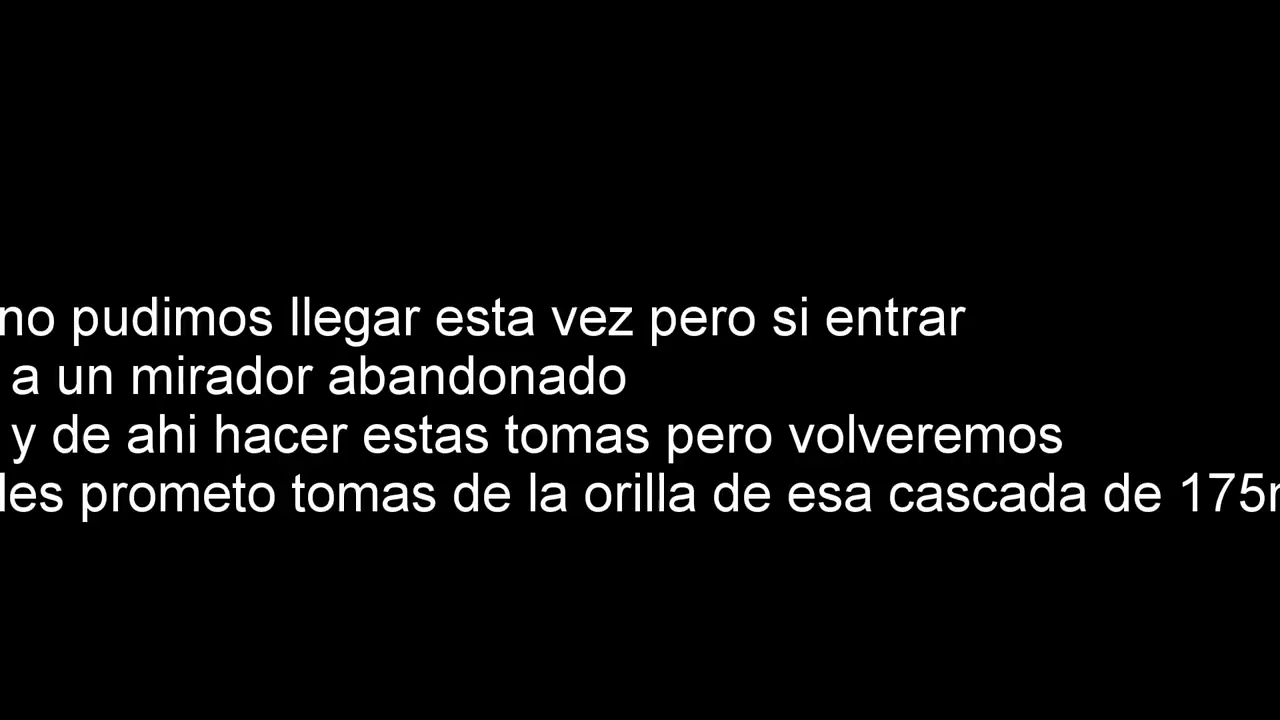 no pudimos llegar esta vez pero si entrar
a un mirador abandonado
y de ahi hacer estas tomas pero volveremos
les prometo tomas de la orilla de esa cascada de